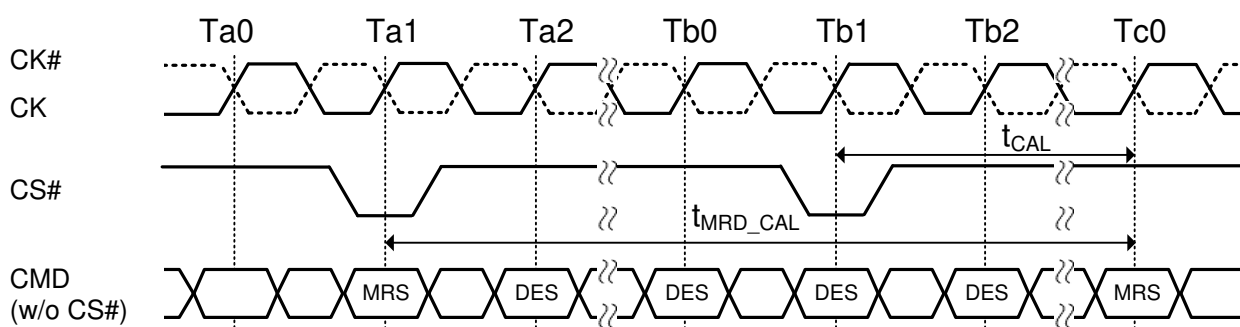 Ta0 Ta1 Ta2 Tb0 Tb1 Tb2 Tc0
CK#
CK
tCAL
CS#
tMRD_CAL
CMD
(w/o CS#)
MRS DES DES DES DES MRS